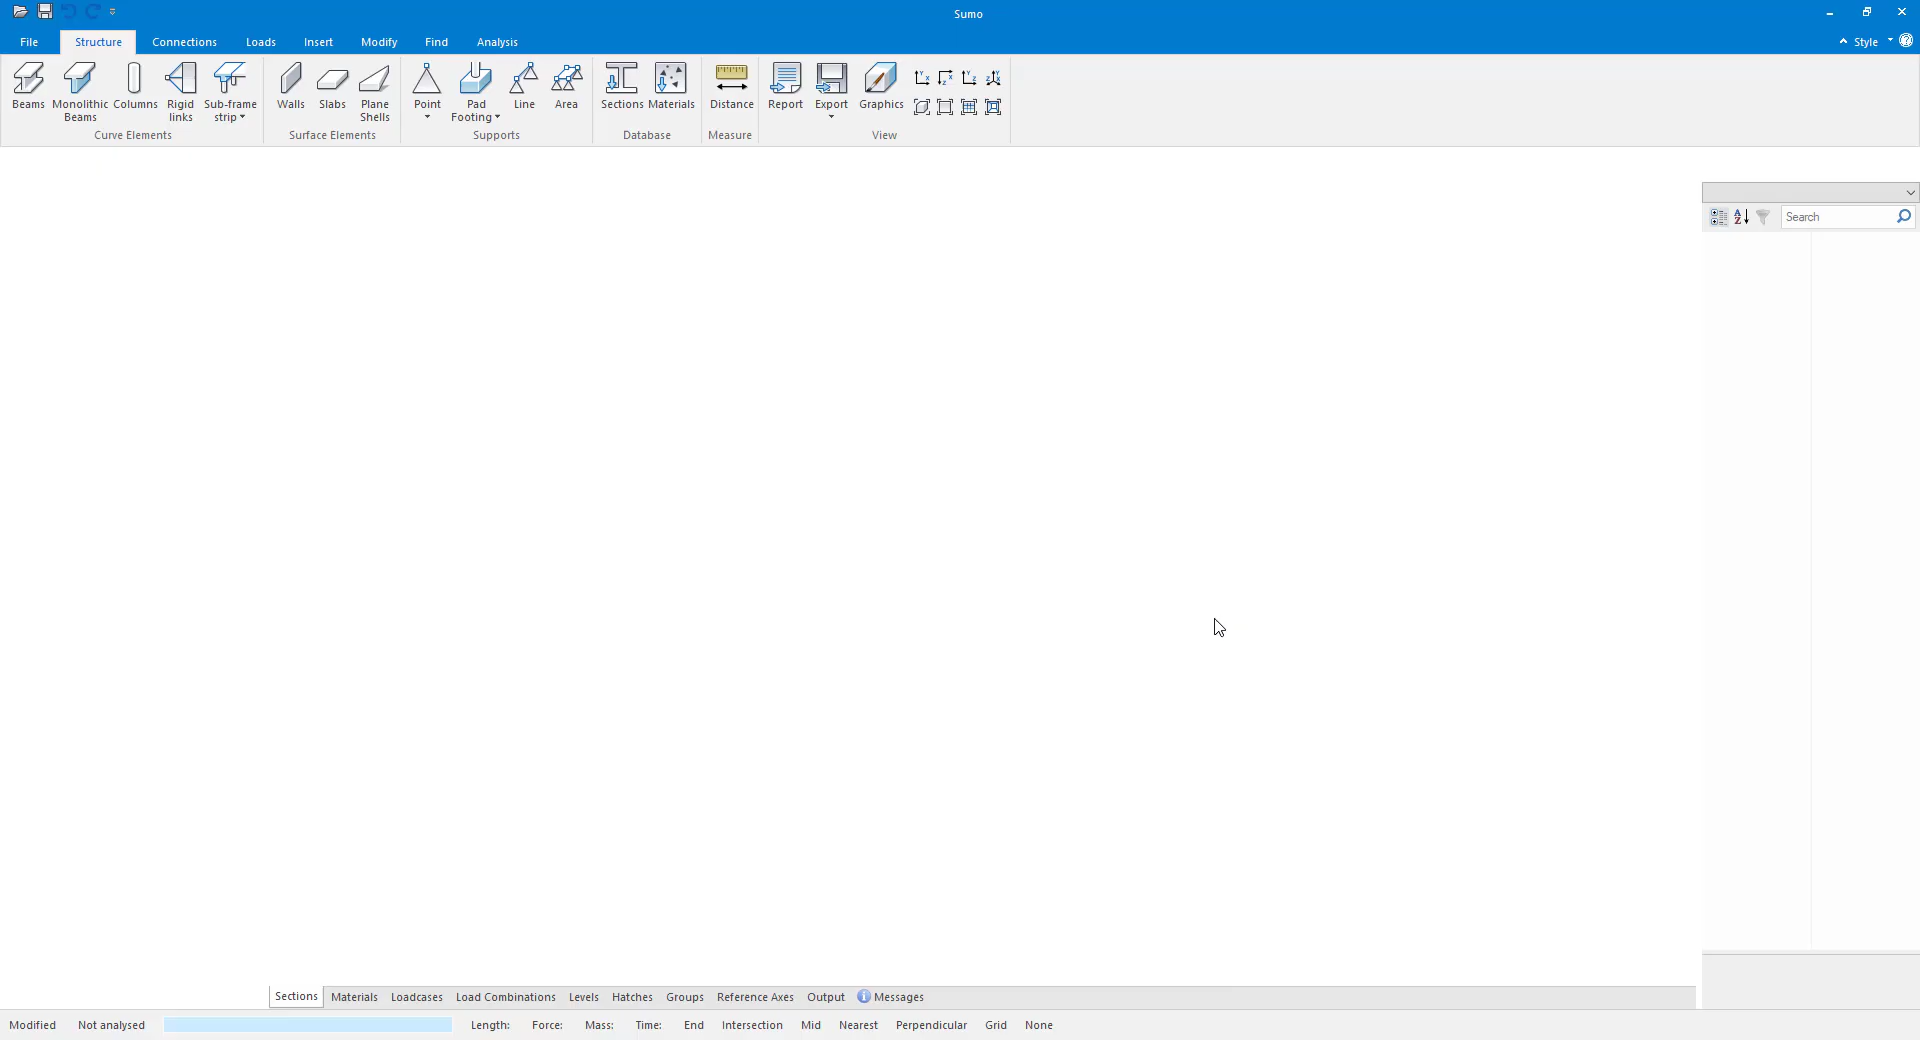 Sumo
File Structure Connections Loads Insert Modify Find Analysis Style
Beams Monolithic Beams Columns Rigid links Sub-frame strip
Curve Elements
Walls Slabs Plane Shells
Surface Elements
Point Pad Footing Line Area
Supports
Sections Materials
Database
Distance
Measure
Report Export Graphics
View
Search
Sections Materials Loadcases Load Combinations Levels Hatches Groups Reference Axes Output Messages
Modified Not analysed Length: Force: Mass: Time: End Intersection Mid Nearest Perpendicular Grid None